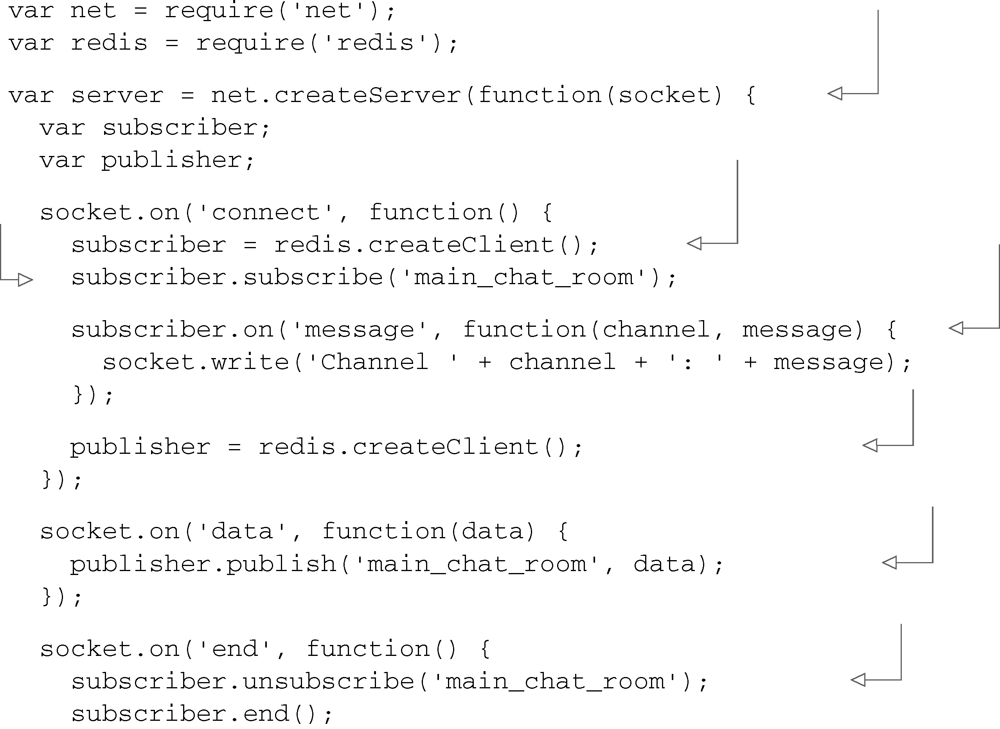 var net = require('net');
var redis = require('redis');
var server = net.createServer(function(socket) {
  var subscriber;
  var publisher;
  socket.on('connect', function() {
    subscriber = redis.createClient();
    subscriber.subscribe('main_chat_room');
    subscriber.on('message', function(channel, message) {
      socket.write('Channel ' + channel + ': ' + message);
    });
    publisher = redis.createClient();
  });
  socket.on('data', function(data) {
    publisher.publish('main_chat_room', data);
  });
  socket.on('end', function() {
    subscriber.unsubscribe('main_chat_room');
    subscriber.end();